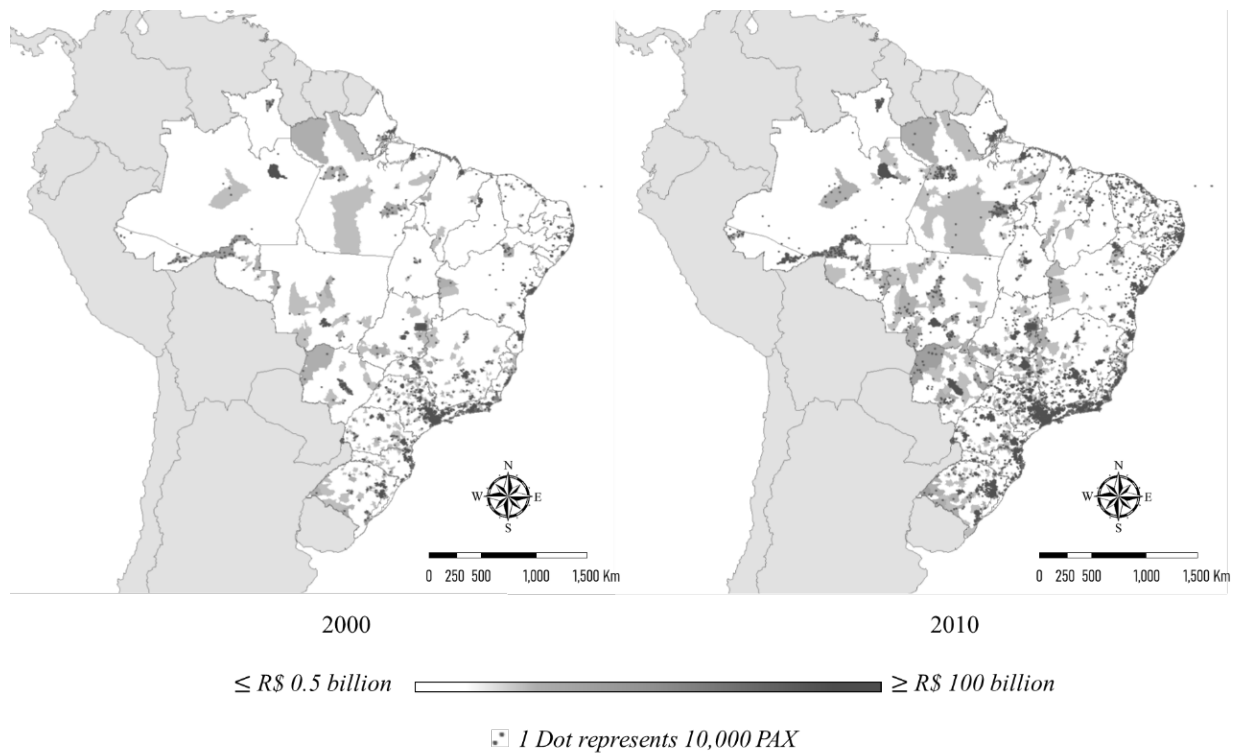 N
W E
S
0 250 500 1,000 1,500 Km
N
W E
S
0 250 500 1,000 1,500 Km
2000
2010
≤ R$ 0.5 billion ≥ R$ 100 billion
1 Dot represents 10,000 PAX